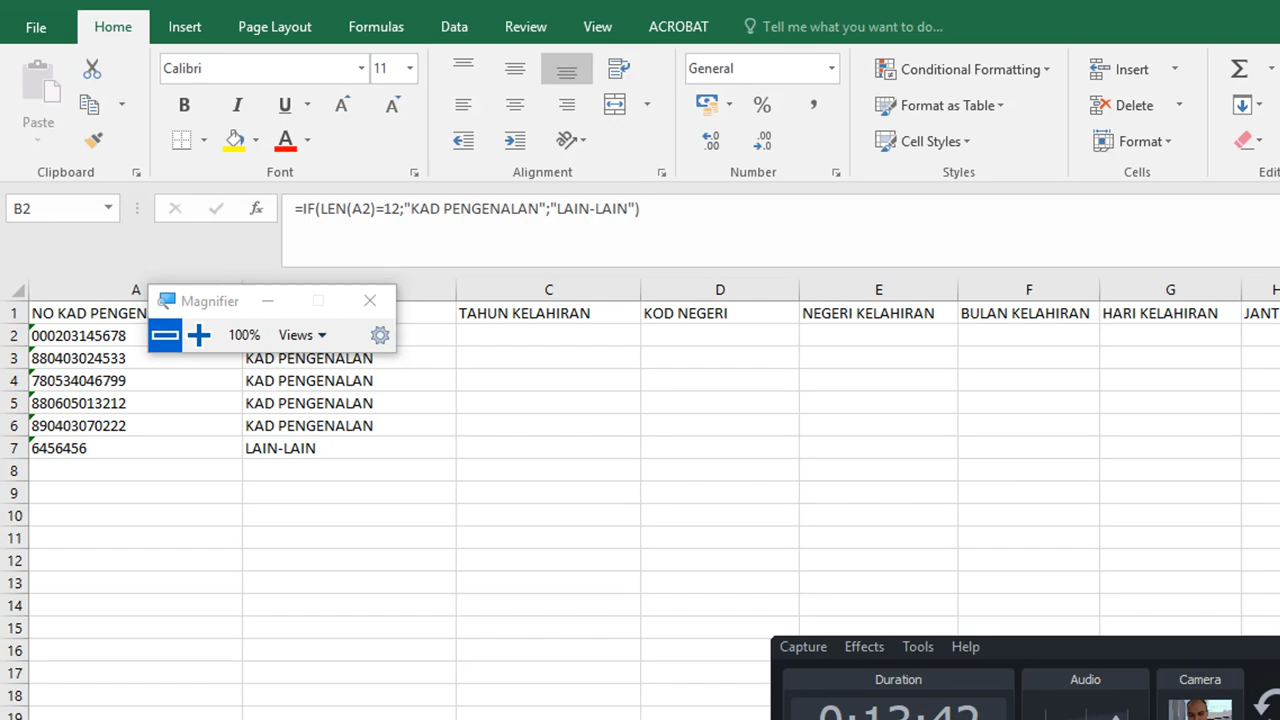 File Home Insert Page Layout Formulas Data Review View ACROBAT Tell me what you want to do...
Calibri 11 General Conditional Formatting Insert Σ
Paste B I U A A % , Format as Table Delete
A Cell Styles Format
Clipboard Font Alignment Number Styles Cells
B2 fx =IF(LEN(A2)=12;"KAD PENGENALAN";"LAIN-LAIN")
A C D E F G
Magnifier
100% Views
1 NO KAD PENGEN TAHUN KELAHIRAN KOD NEGERI NEGERI KELAHIRAN BULAN KELAHIRAN HARI KELAHIRAN JANT
2 000203145678
3 880403024533 KAD PENGENALAN
4 780534046799 KAD PENGENALAN
5 880605013212 KAD PENGENALAN
6 890403070222 KAD PENGENALAN
7 6456456 LAIN-LAIN
8
9
10
11
12
13
14
15
16
17
18
Capture Effects Tools Help
Duration Audio Camera
0:13:42